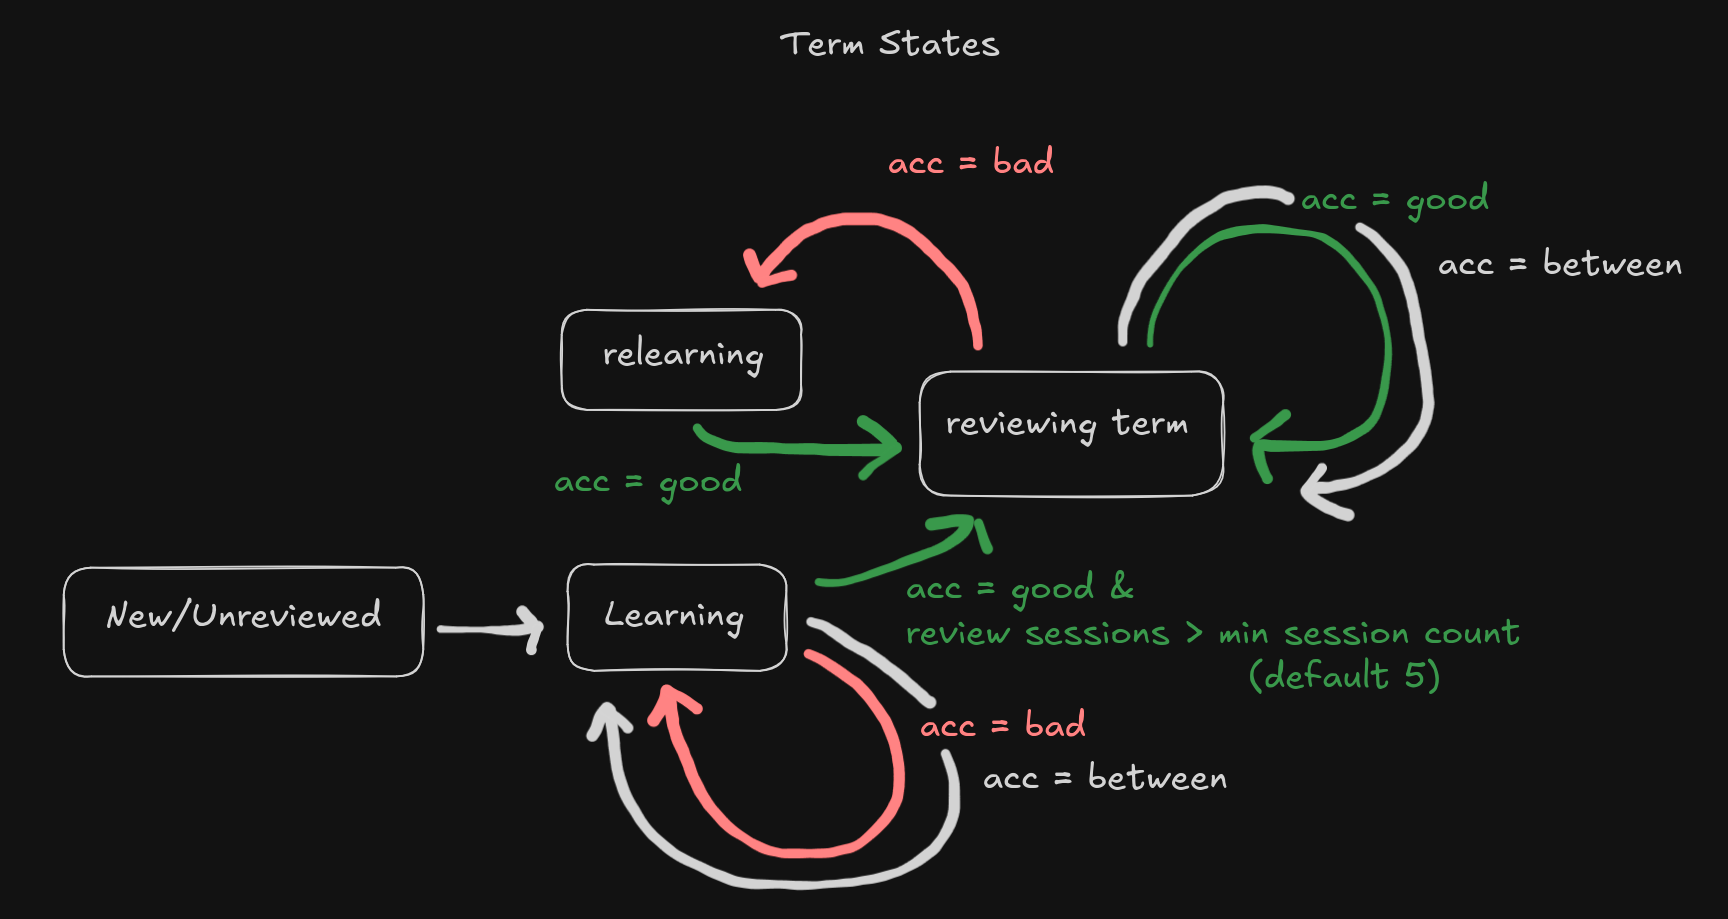 Term States
acc = bad
acc = good
acc = between
relearning
reviewing term
acc = good
New/Unreviewed
Learning
acc = good &
review sessions > min session count
(default 5)
acc = bad
acc = between